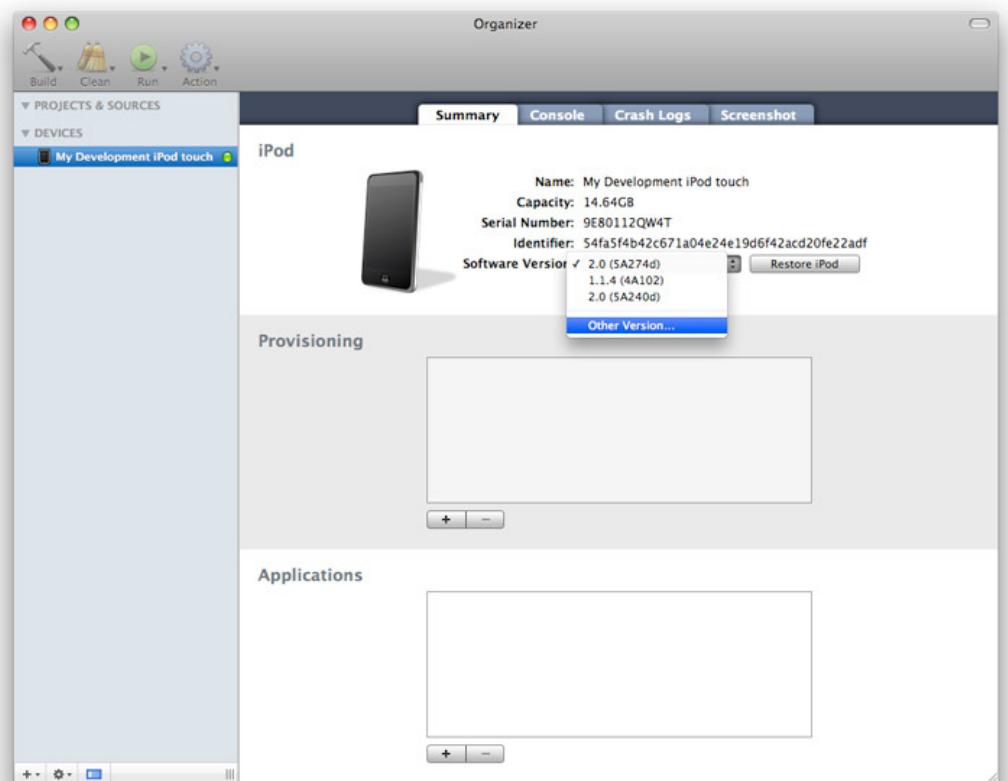 Organizer
Build Clean Run Action
PROJECTS & SOURCES
DEVICES
My Development iPod touch
Summary Console Crash Logs Screenshot
iPod
Name: My Development iPod touch
Capacity: 14.64GB
Serial Number: 9E80112QW4T
Identifier: 54fa5f4b42c671a04e24e19d6f42acd20fe22adf
Software Version ✓ 2.0 (5A274d) Restore iPod
1.1.4 (4A102)
2.0 (5A240d)
Other Version...
Provisioning
+ −
Applications
+ −